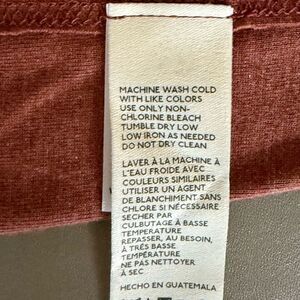 MACHINE WASH COLD
WITH LIKE COLORS
USE ONLY NON-
CHLORINE BLEACH
TUMBLE DRY LOW
LOW IRON AS NEEDED
DO NOT DRY CLEAN
LAVER À LA MACHINE À
L'EAU FROIDE AVEC
COULEURS SIMILAIRES
UTILISER UN AGENT
DE BLANCHIMENT SANS
CHLORE SI NÉCESSAIRE
SÉCHER PAR
CULBUTAGE À BASSE
TEMPÉRATURE
REPASSER, AU BESOIN,
À TRÈS BASSE
TEMPÉRATURE
NE PAS NETTOYER
À SEC
HECHO EN GUATEMALA